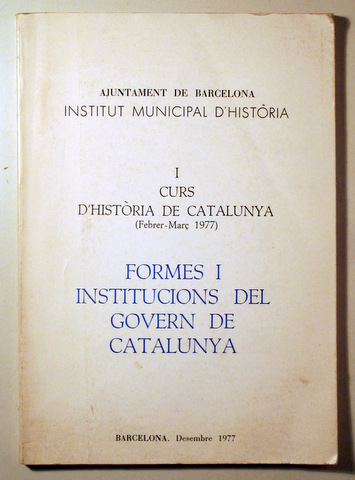 AJUNTAMENT DE BARCELONA
INSTITUT MUNICIPAL D'HISTÒRIA
I
CURS
D'HISTÒRIA DE CATALUNYA
(Febrer-Març 1977)
FORMES I
INSTITUCIONS DEL
GOVERN DE
CATALUNYA
BARCELONA. Desembre 1977